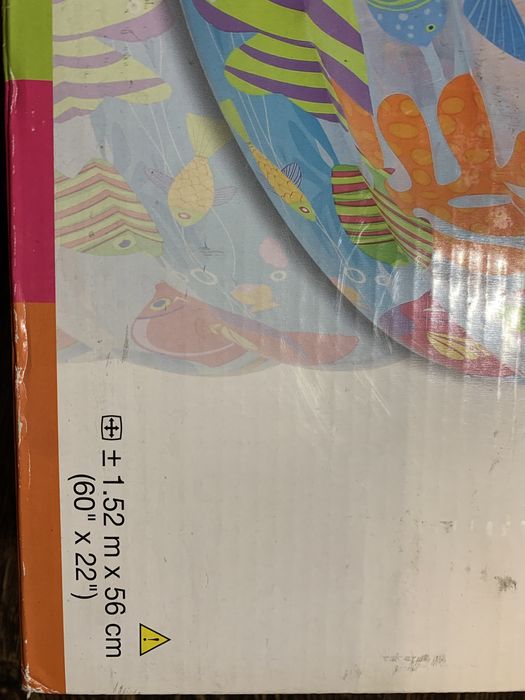 ± 1.52 m x 56 cm
(60" x 22")